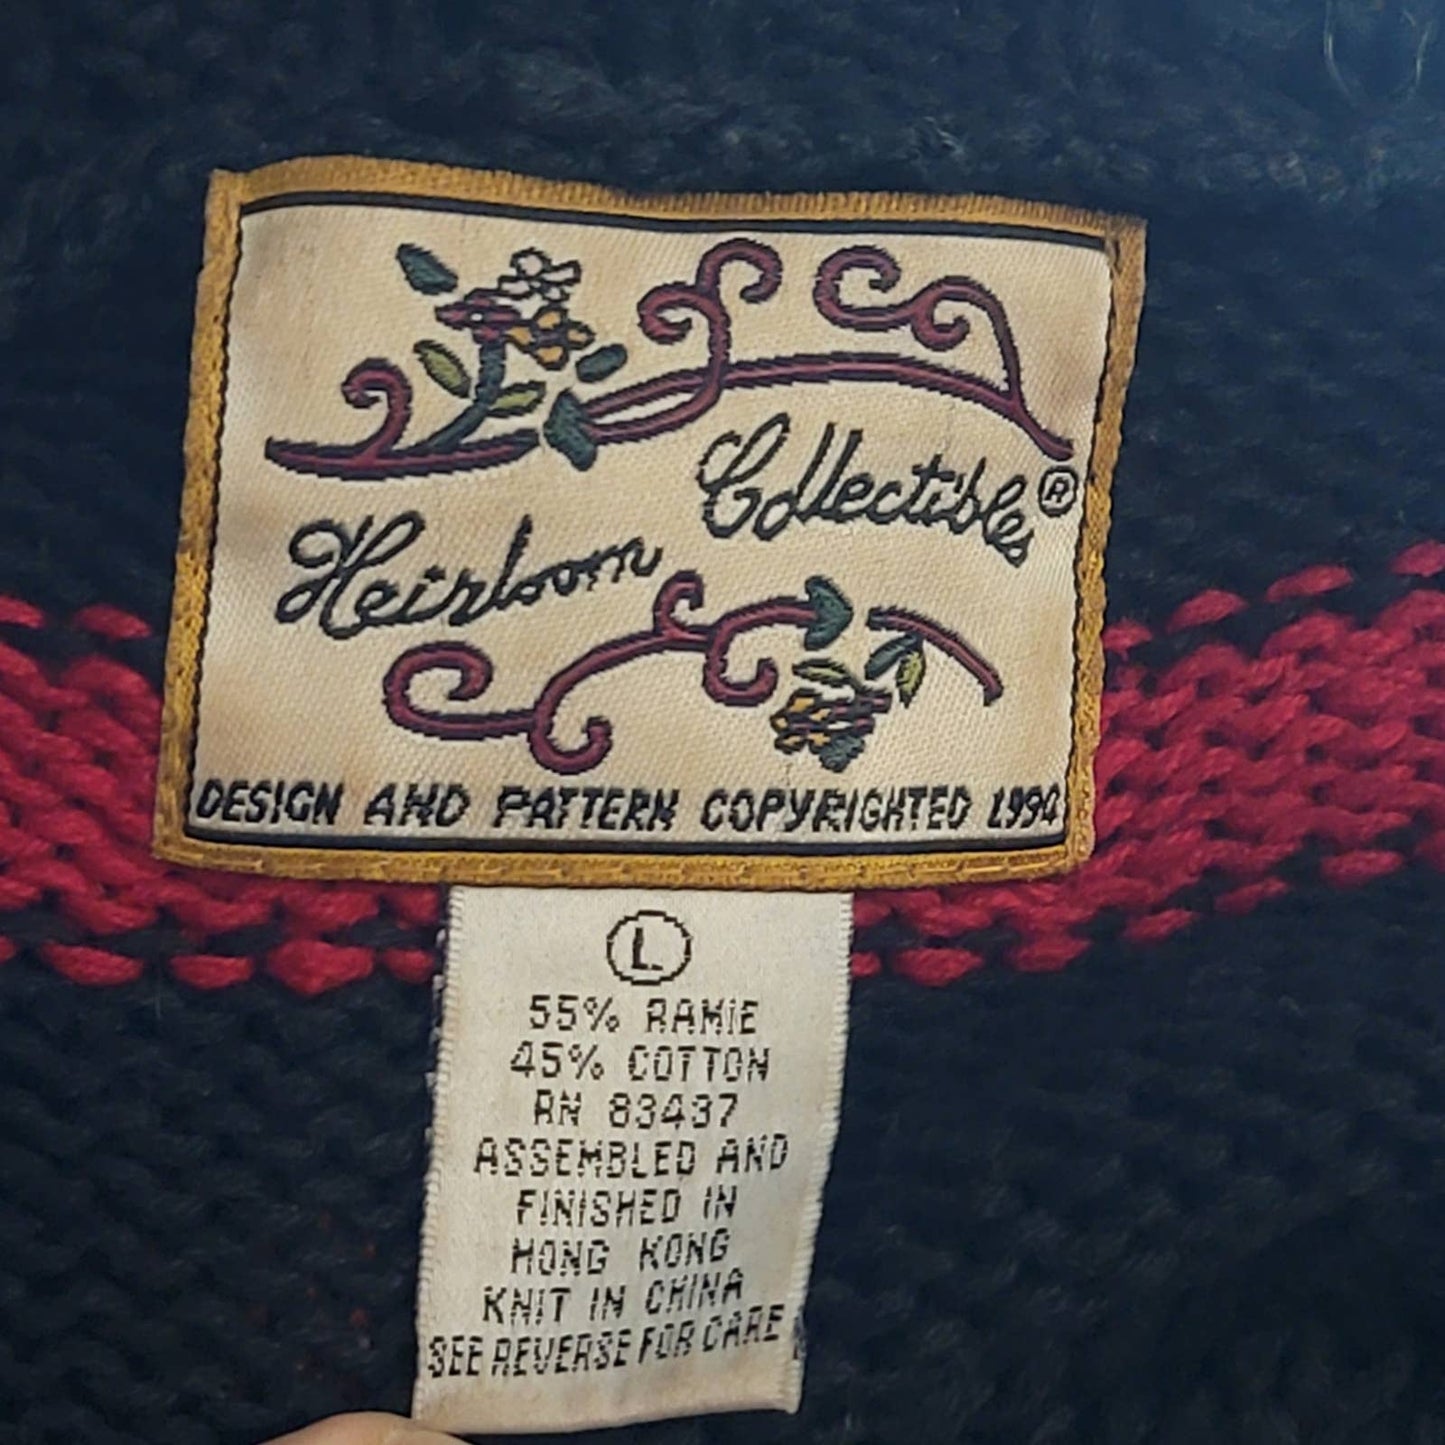 Heirloom Collectibles®
DESIGN AND PATTERN COPYRIGHTED 1994
L
55% RAMIE
45% COTTON
RN 83437
ASSEMBLED AND
FINISHED IN
HONG KONG
KNIT IN CHINA
SEE REVERSE FOR CARE